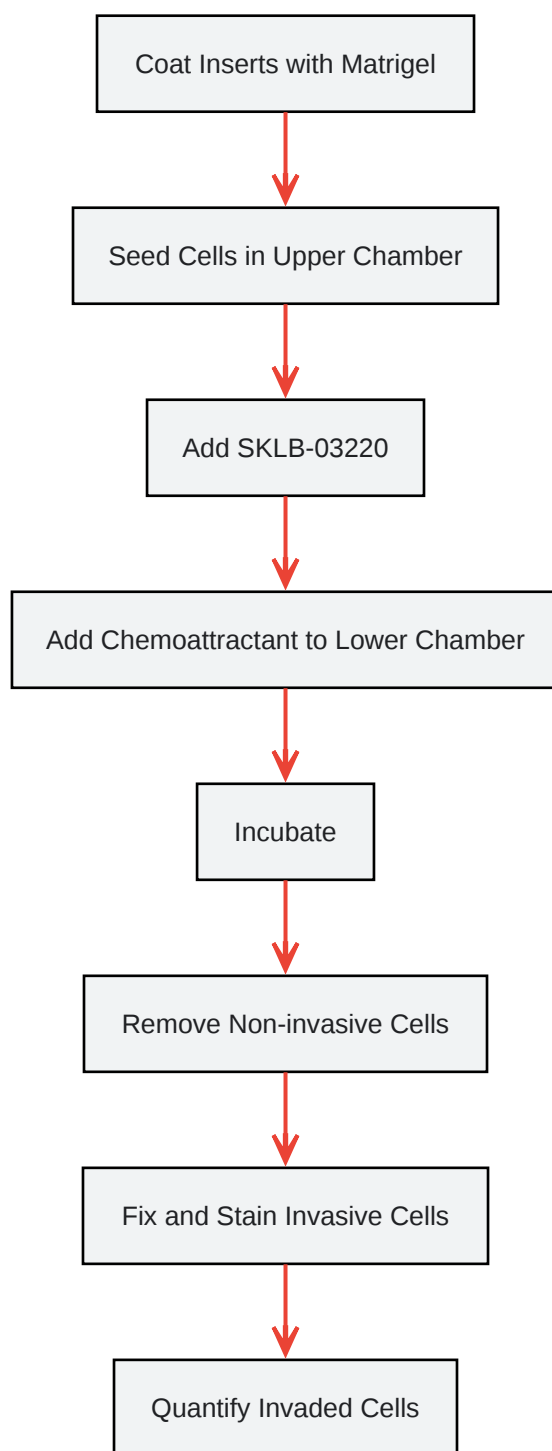 Coat Inserts with Matrigel
Seed Cells in Upper Chamber
Add SKLB-03220
Add Chemoattractant to Lower Chamber
Incubate
Remove Non-invasive Cells
Fix and Stain Invasive Cells
Quantify Invaded Cells